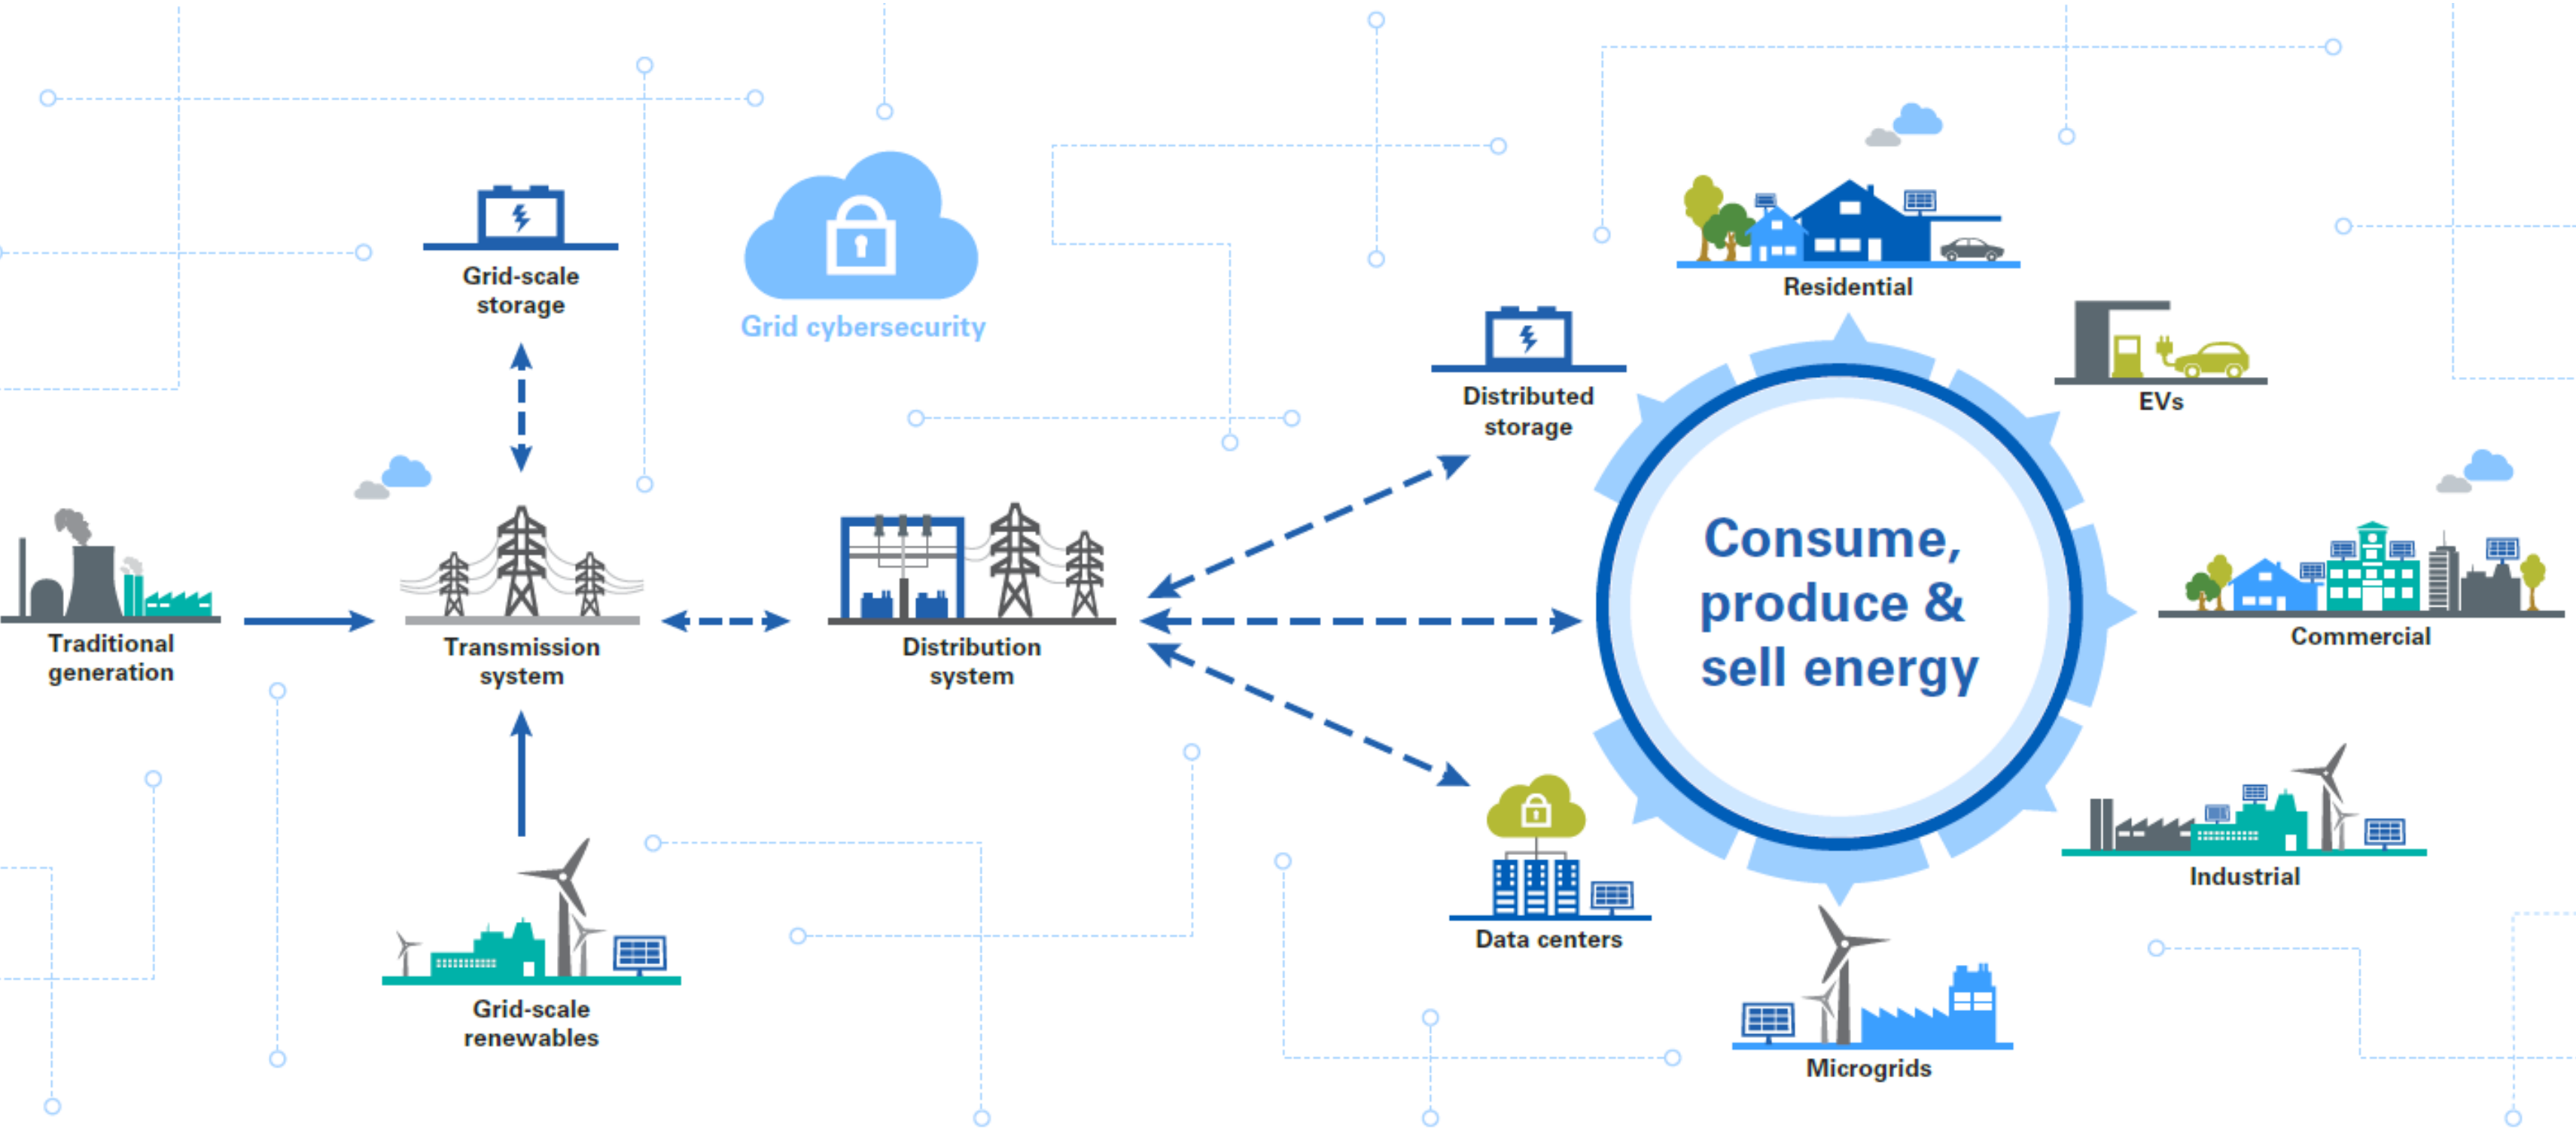 Grid-scale
storage
Grid cybersecurity
Traditional
generation
Transmission
system
Distribution
system
Grid-scale
renewables
Distributed
storage
Residential
EVs
Consume,
produce &
sell energy
Commercial
Industrial
Data centers
Microgrids